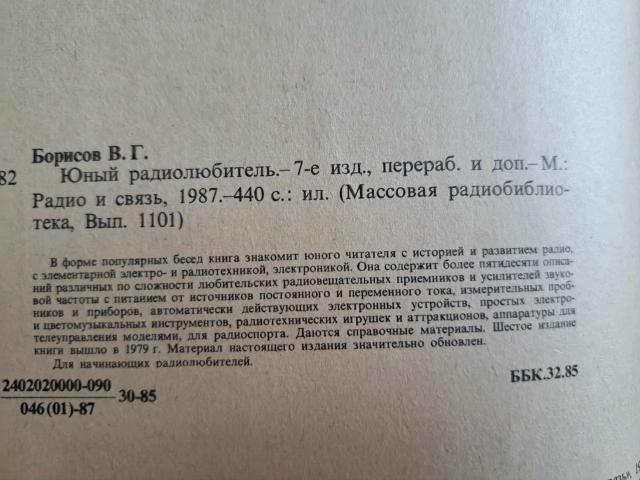 Борисов В. Г.
82 Юный радиолюбитель.– 7-е изд., перераб. и доп.– М.:
Радио и связь, 1987.–440 с.: ил. (Массовая радиобиблио-
тека, Вып. 1101)
В форме популярных бесед книга знакомит юного читателя с историей и развитием радио,
с элементарной электро- и радиотехникой, электроникой. Она содержит более пятидесяти описа-
ний различных по сложности любительских радиовещательных приемников и усилителей звуко-
вой частоты с питанием от источников постоянного и переменного тока, измерительных проб-
ников и приборов, автоматически действующих электронных устройств, простых электро-
и цветомузыкальных инструментов, радиотехнических игрушек и аттракционов, аппаратуры для
телеуправления моделями, для радиоспорта. Даются справочные материалы. Шестое издание
книги вышло в 1979 г. Материал настоящего издания значительно обновлен.
Для начинающих радиолюбителей.
2402020000-090
046(01)-87
30-85
ББК.32.85